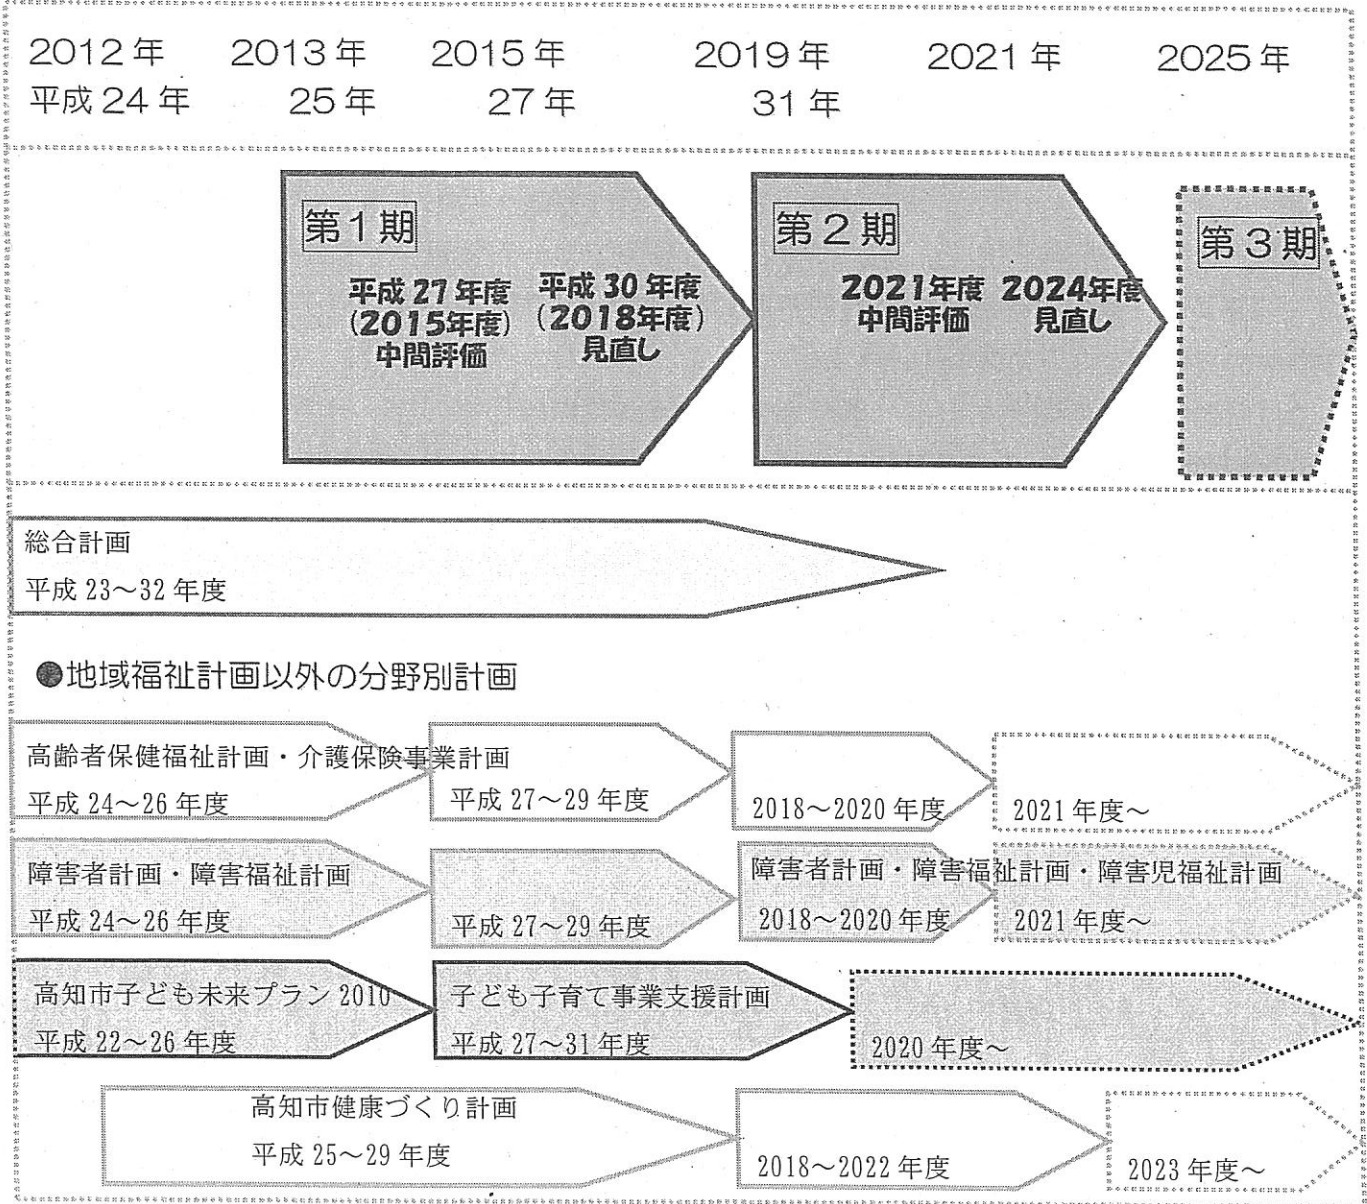 2012年 2013年 2015年 2019年 2021年 2025年
平成24年 25年 27年 31年
第1期
平成27年度
(2015年度)
中間評価
平成30年度
(2018年度)
見直し
第2期
2021年度
中間評価
2024年度
見直し
第3期
総合計画
平成23～32年度
●地域福祉計画以外の分野別計画
高齢者保健福祉計画・介護保険事業計画
平成24～26年度 平成27～29年度 2018～2020年度 2021年度～
障害者計画・障害福祉計画 障害者計画・障害福祉計画・障害児福祉計画
平成24～26年度 平成27～29年度 2018～2020年度 2021年度～
高知市子ども未来プラン2010 子ども子育て事業支援計画
平成22～26年度 平成27～31年度 2020年度～
高知市健康づくり計画
平成25～29年度 2018～2022年度 2023年度～